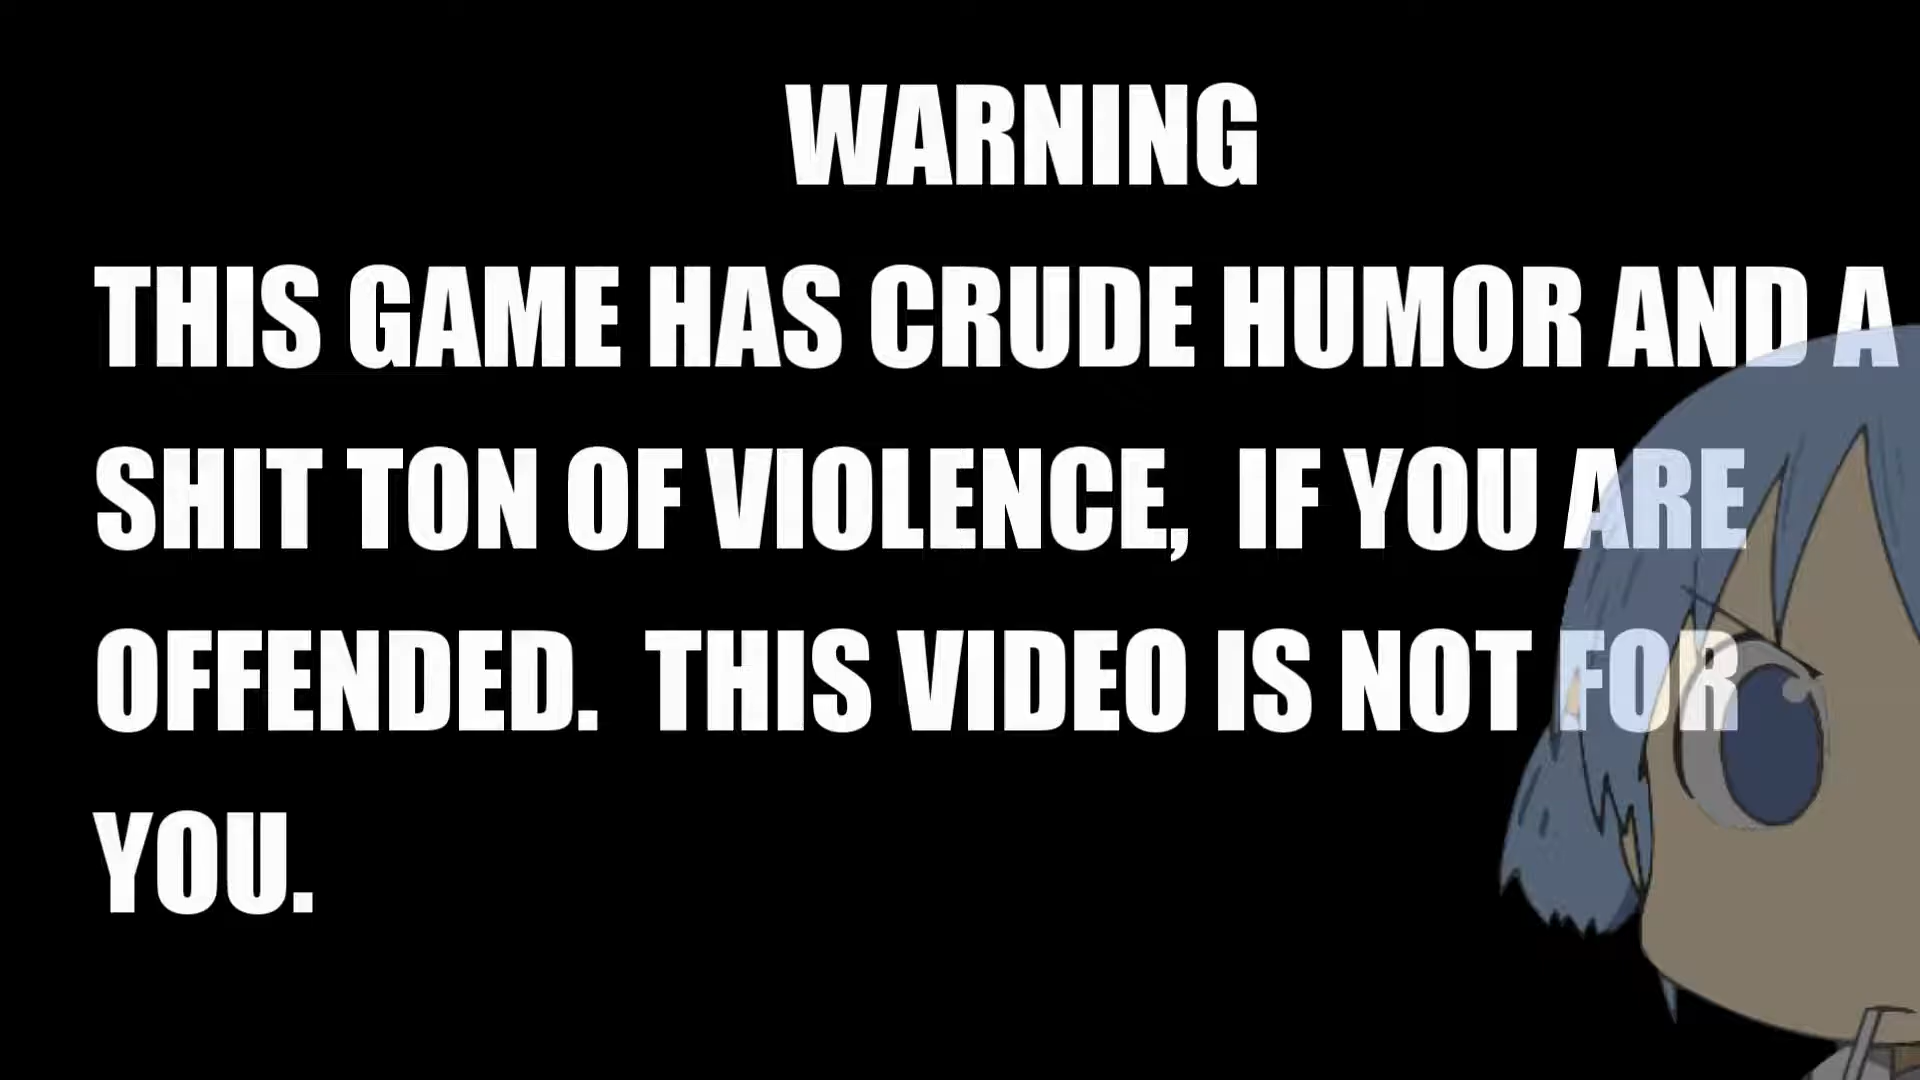 WARNING
THIS GAME HAS CRUDE HUMOR AND A
SHIT TON OF VIOLENCE, IF YOU ARE
OFFENDED. THIS VIDEO IS NOT FOR
YOU.